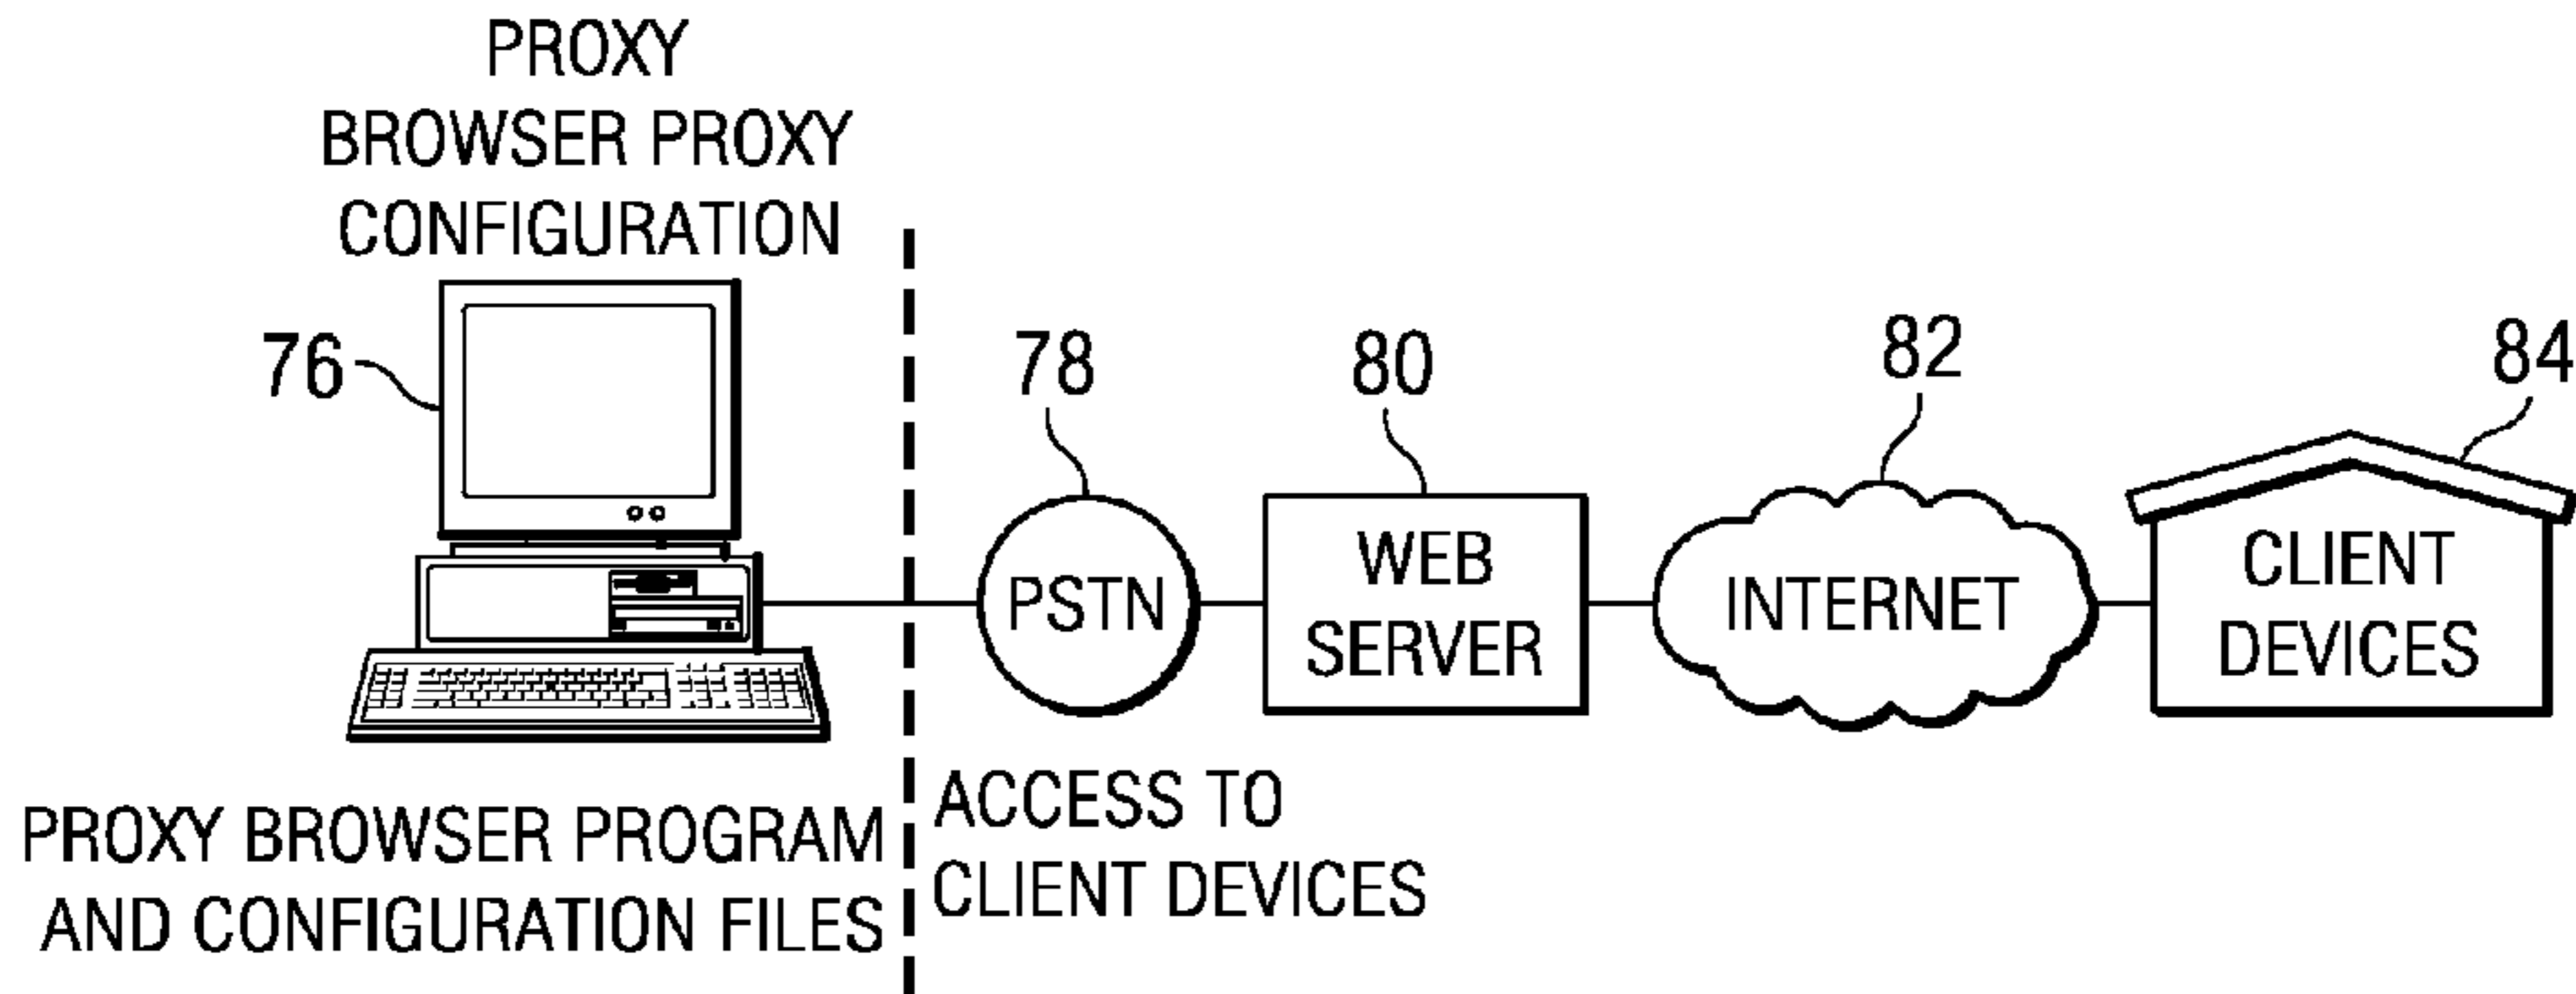 PROXY
BROWSER PROXY
CONFIGURATION
76
78
80
82
84
PSTN
WEB
SERVER
INTERNET
CLIENT
DEVICES
PROXY BROWSER PROGRAM
AND CONFIGURATION FILES
ACCESS TO
CLIENT DEVICES